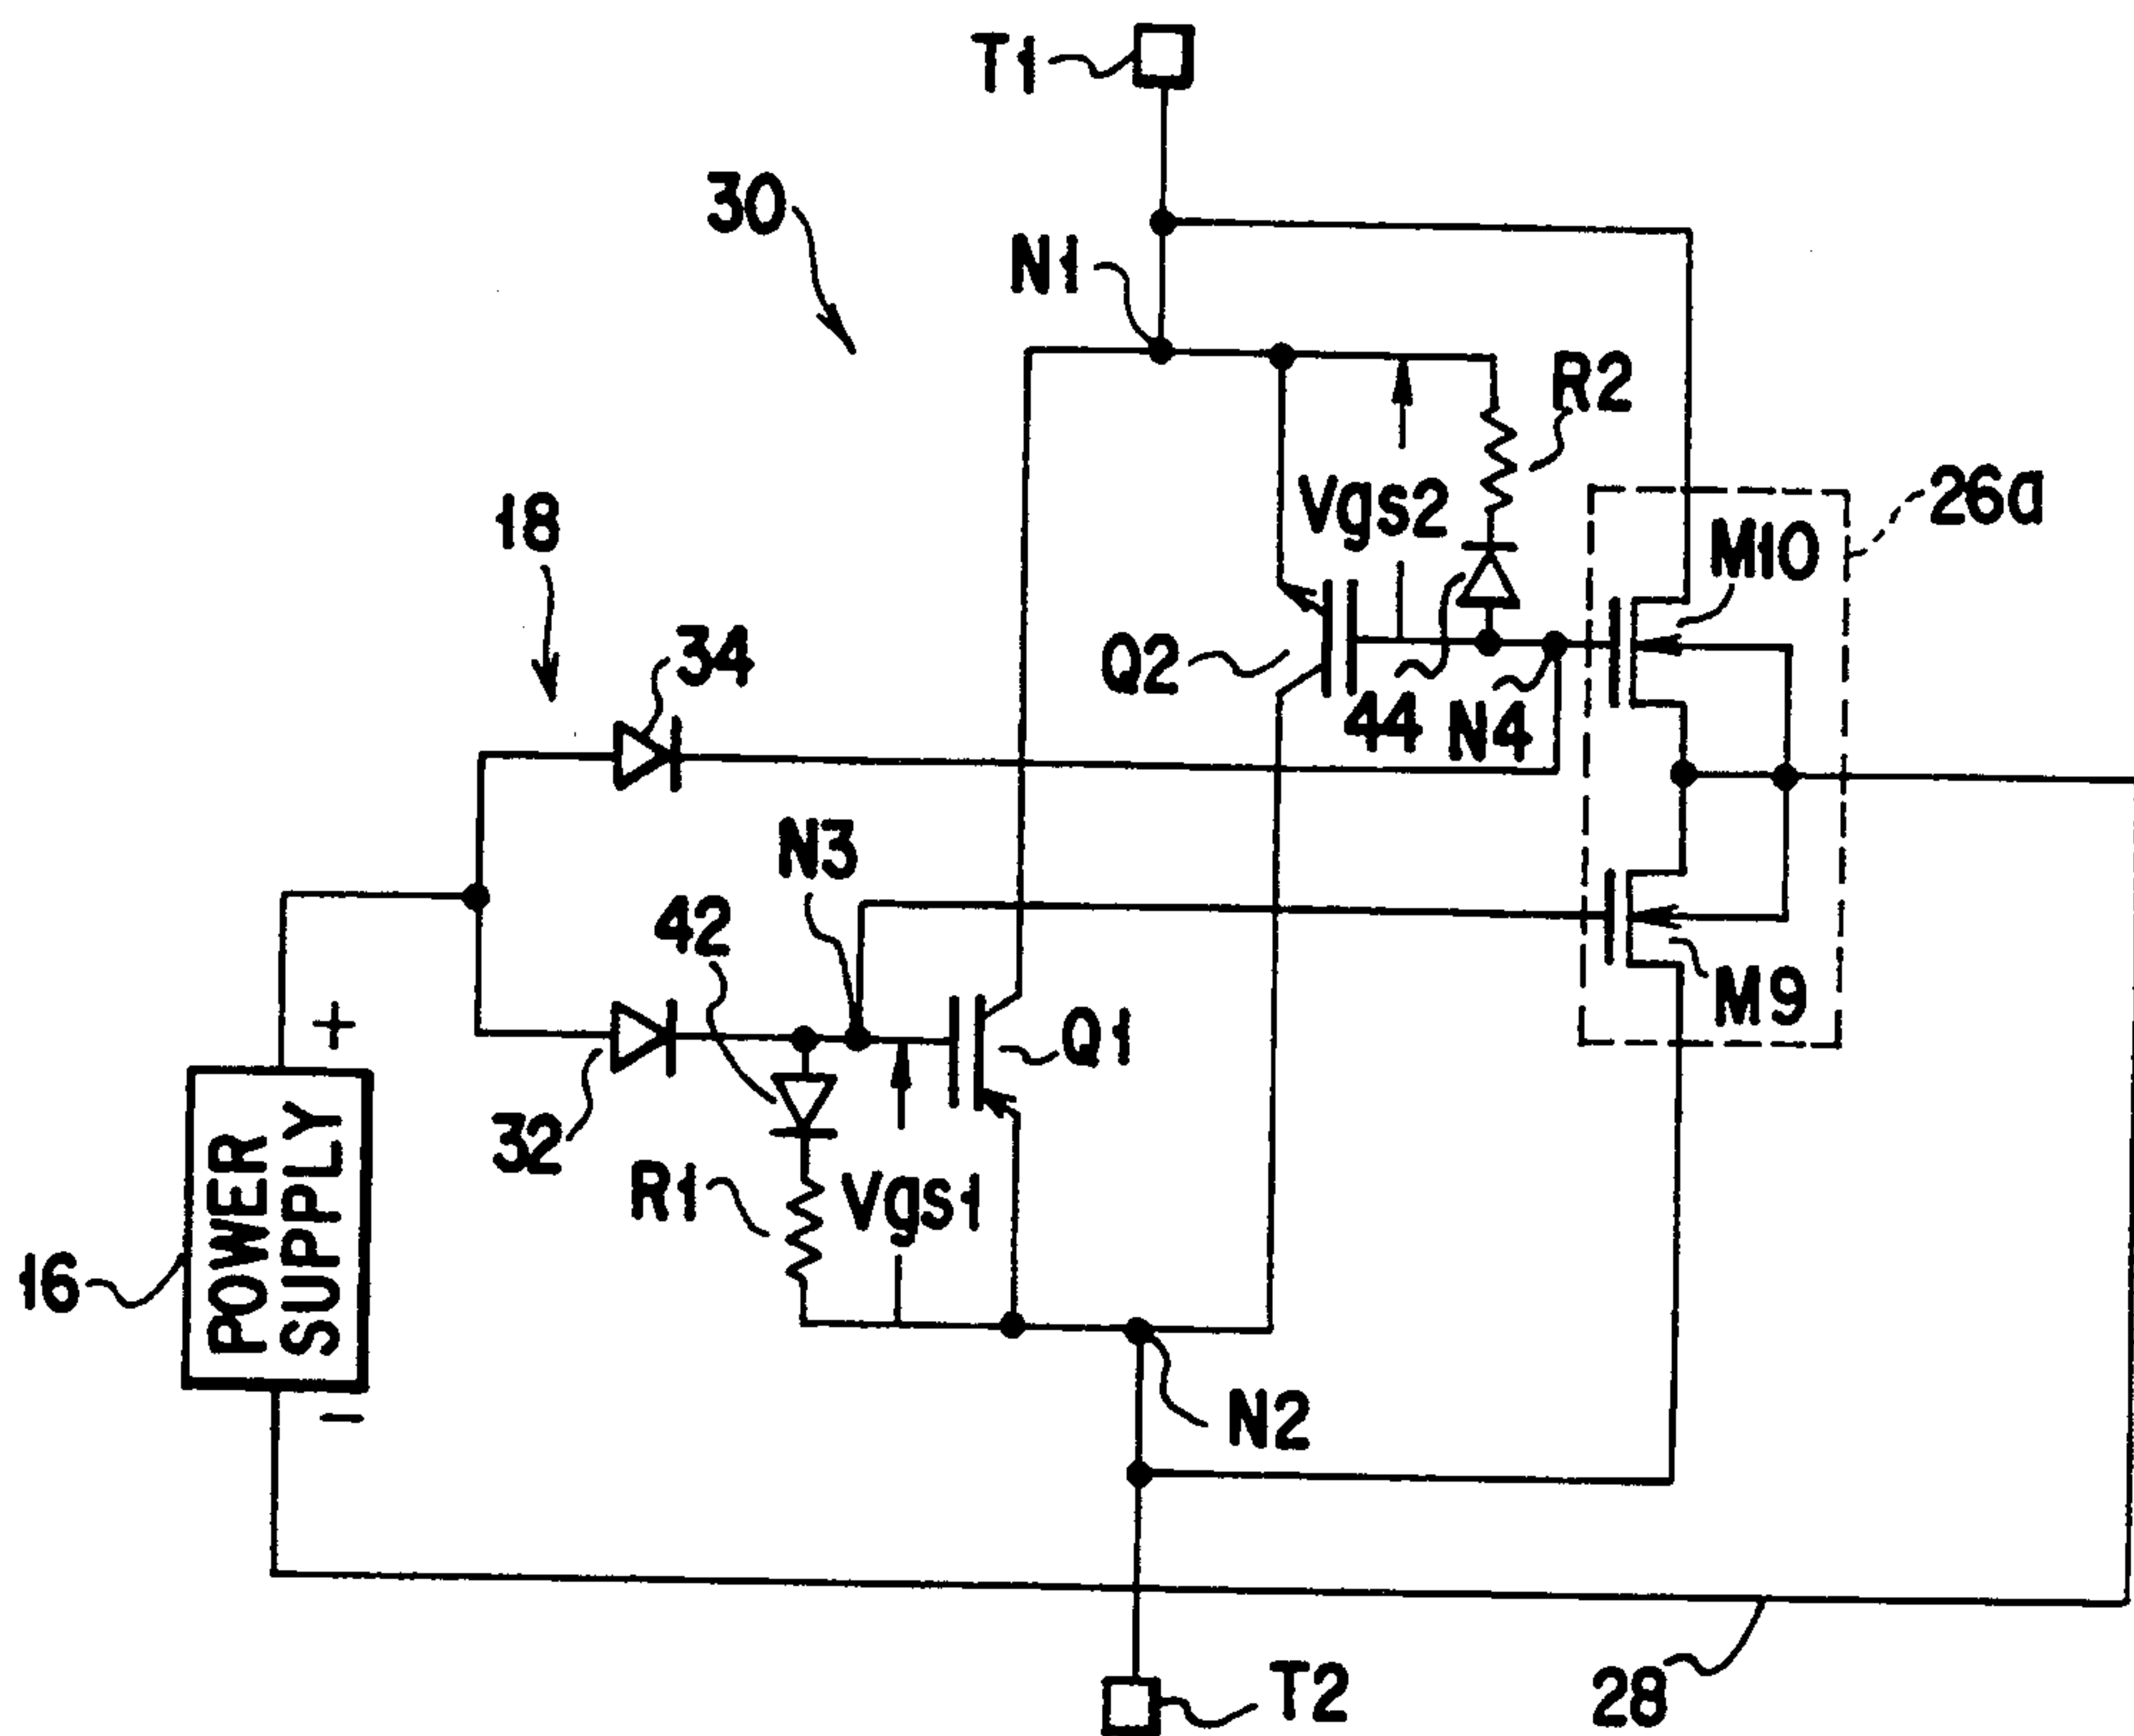 T1
30
N1
R2
18
Vgs2
26a
M10
34
Q2
44
N4
N3
42
M9
Q1
+
32
R1
Vgs1
POWER
SUPPLY
16
−
N2
T2
28